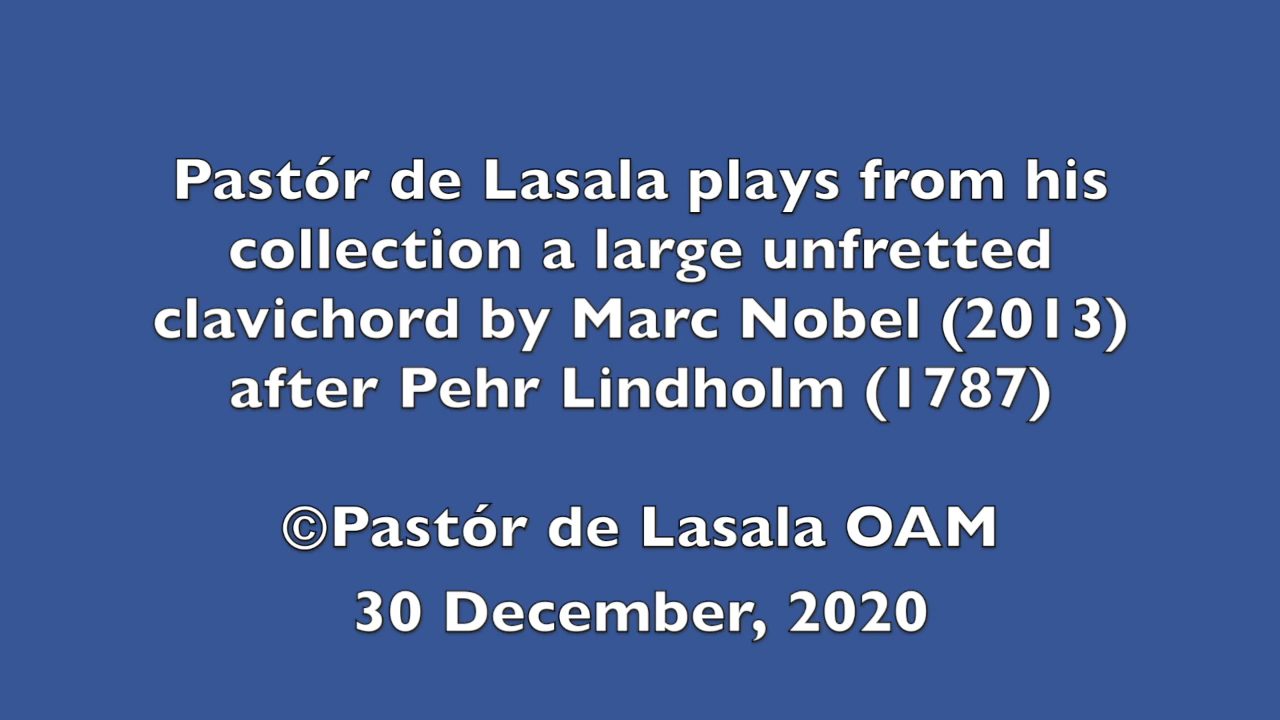 Pastór de Lasala plays from his
collection a large unfretted
clavichord by Marc Nobel (2013)
after Pehr Lindholm (1787)
©Pastór de Lasala OAM
30 December, 2020